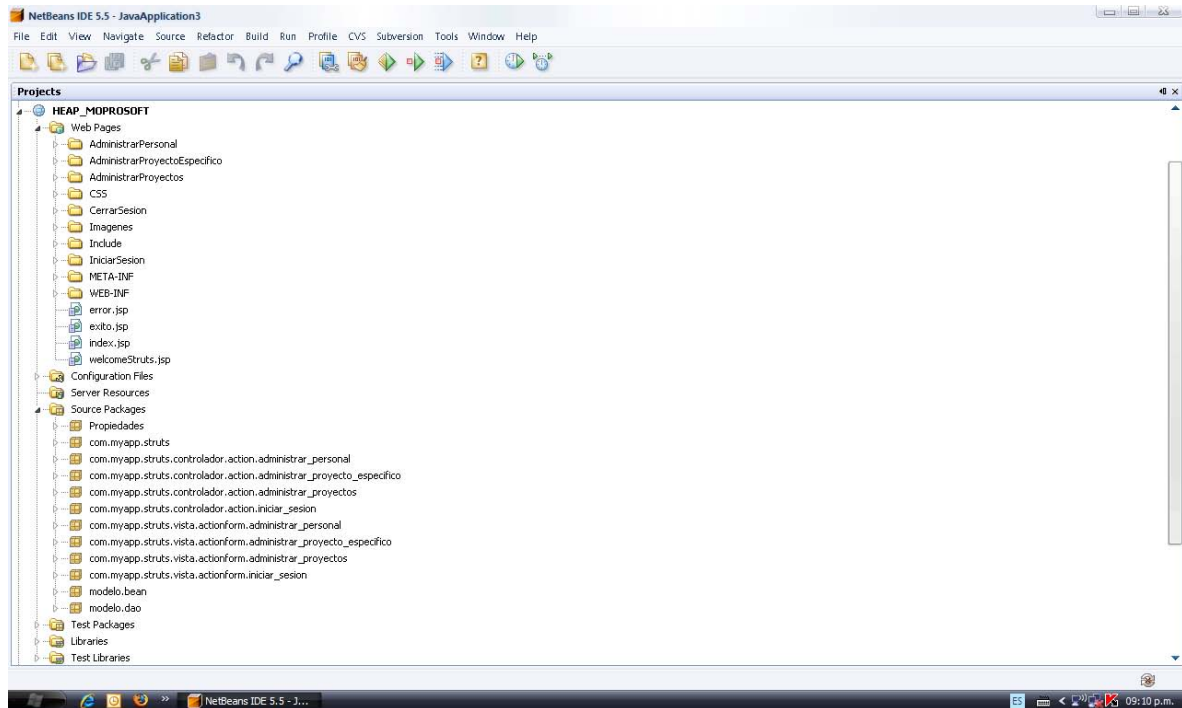 NetBeans IDE 5.5 - JavaApplication3
File Edit View Navigate Source Refactor Build Run Profile CVS Subversion Tools Window Help
Projects
HEAP_MOPROSOFT
Web Pages
AdministrarPersonal
AdministrarProyectoEspecifico
AdministrarProyectos
CSS
CerrarSesion
Imagenes
Include
IniciarSesion
META-INF
WEB-INF
error.jsp
exito.jsp
index.jsp
welcomeStruts.jsp
Configuration Files
Server Resources
Source Packages
Propiedades
com.myapp.struts
com.myapp.struts.controlador.action.administrar_personal
com.myapp.struts.controlador.action.administrar_proyecto_especifico
com.myapp.struts.controlador.action.administrar_proyectos
com.myapp.struts.controlador.action.iniciar_sesion
com.myapp.struts.vista.actionform.administrar_personal
com.myapp.struts.vista.actionform.administrar_proyecto_especifico
com.myapp.struts.vista.actionform.administrar_proyectos
com.myapp.struts.vista.actionform.iniciar_sesion
modelo.bean
modelo.dao
Test Packages
Libraries
Test Libraries
NetBeans IDE 5.5 - J... ES 09:10 p.m.